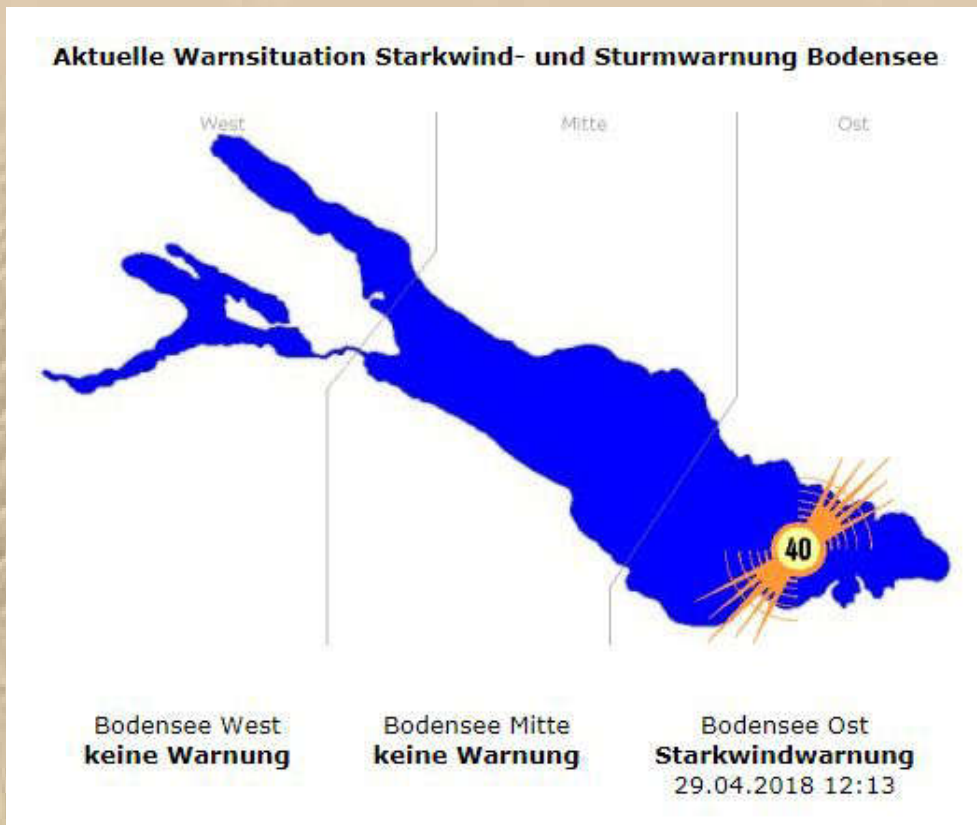 Aktuelle Warnsituation Starkwind- und Sturmwarnung Bodensee
West
Mitte
Ost
40
Bodensee West
keine Warnung
Bodensee Mitte
keine Warnung
Bodensee Ost
Starkwindwarnung
29.04.2018 12:13